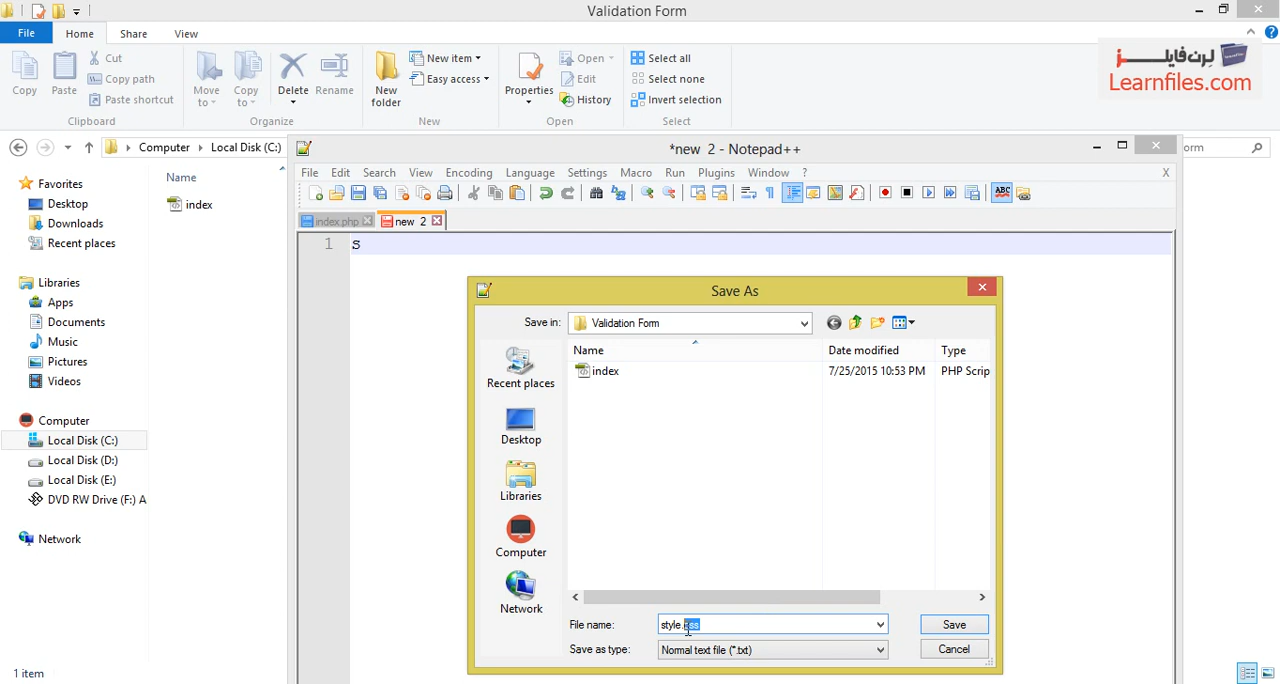 Validation Form
File Home Share View
Copy
Paste
Cut
Copy path
Paste shortcut
Clipboard
Move to
Copy to
Delete
Rename
Organize
New folder
New item
Easy access
New
Properties
Open
Edit
History
Open
Select all
Select none
Invert selection
Select
لرن‌فایلز
Learnfiles.com
Computer Local Disk (C:)
orm
Favorites
Desktop
Downloads
Recent places
Libraries
Apps
Documents
Music
Pictures
Videos
Computer
Local Disk (C:)
Local Disk (D:)
Local Disk (E:)
DVD RW Drive (F:) A
Network
1 item
Name
index
*new 2 - Notepad++
File Edit Search View Encoding Language Settings Macro Run Plugins Window ? X
ABC
index.php new 2
1 s
Save As
Save in: Validation Form
Recent places
Desktop
Libraries
Computer
Network
Name Date modified Type
index 7/25/2015 10:53 PM PHP Scrip
File name: style.css Save
Save as type: Normal text file (*.txt) Cancel